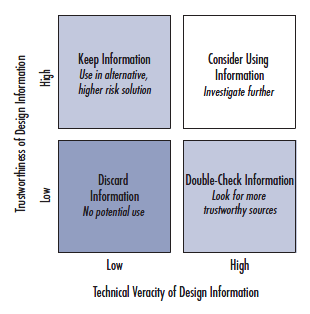 Trustworthiness of Design Information
High
Keep Information
Use in alternative,
higher risk solution
Consider Using
Information
Investigate further
Low
Discard
Information
No potential use
Double-Check Information
Look for more
trustworthy sources
Low
High
Technical Veracity of Design Information